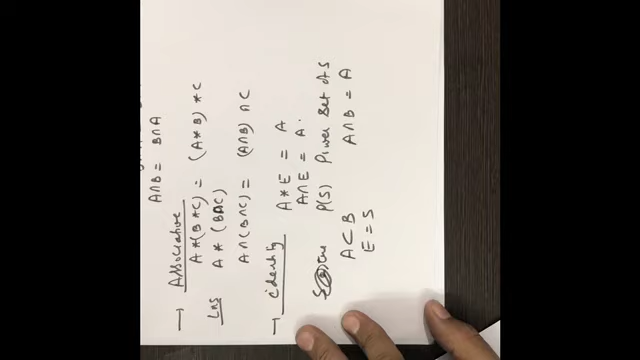 A∩B = B∩A
→ Associative
A*(B*C) = (A*B)*C
LHS A*(B∩C)
A∩(B∩C) = (A∩B)∩C
→ identity
A*E = A
A∩E = A.
P(S) Power set of S
A⊂B A∩B = A
E = S